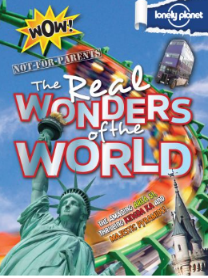 lonely planet
WOW!
NOT-FOR-PARENTS
The Real
WONDERS
of the
WORLD